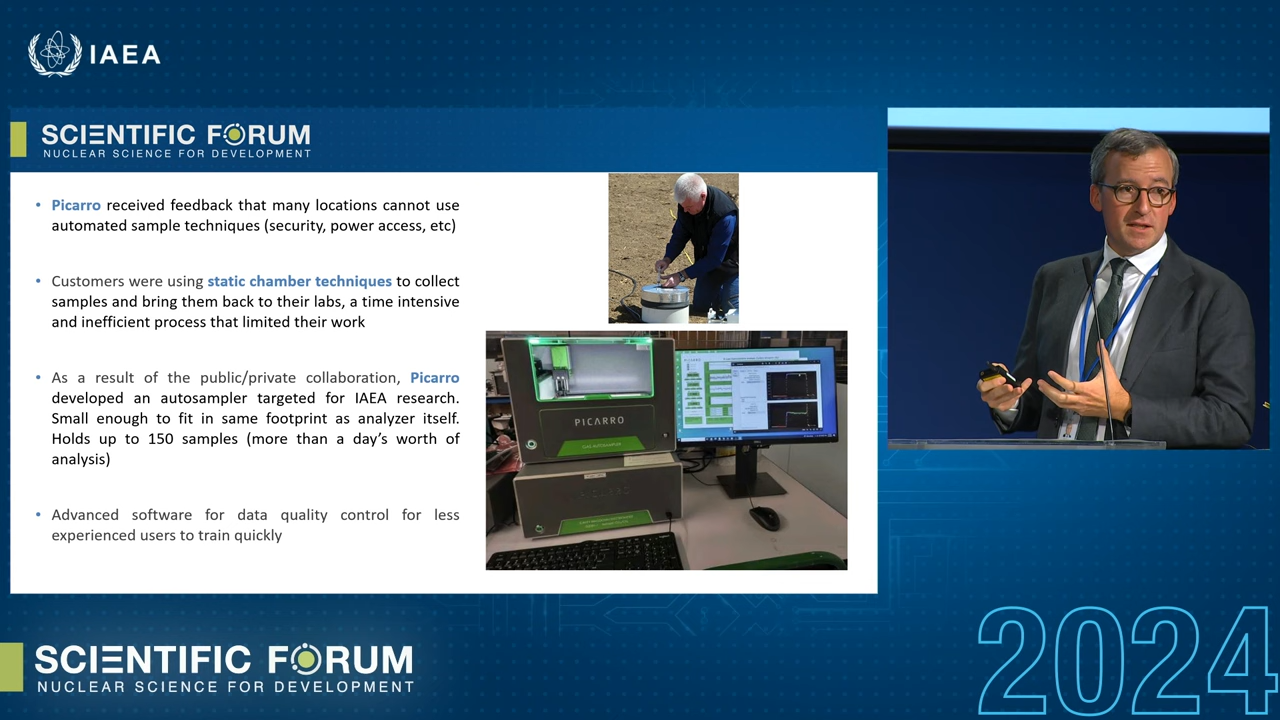 IAEA
SCIENTIFIC FORUM
NUCLEAR SCIENCE FOR DEVELOPMENT
• Picarro received feedback that many locations cannot use
automated sample techniques (security, power access, etc)
• Customers were using static chamber techniques to collect
samples and bring them back to their labs, a time intensive
and inefficient process that limited their work
• As a result of the public/private collaboration, Picarro
developed an autosampler targeted for IAEA research.
Small enough to fit in same footprint as analyzer itself.
Holds up to 150 samples (more than a day’s worth of
analysis)
• Advanced software for data quality control for less
experienced users to train quickly
PICARRO
PICARRO
SCIENTIFIC FORUM
NUCLEAR SCIENCE FOR DEVELOPMENT
2024